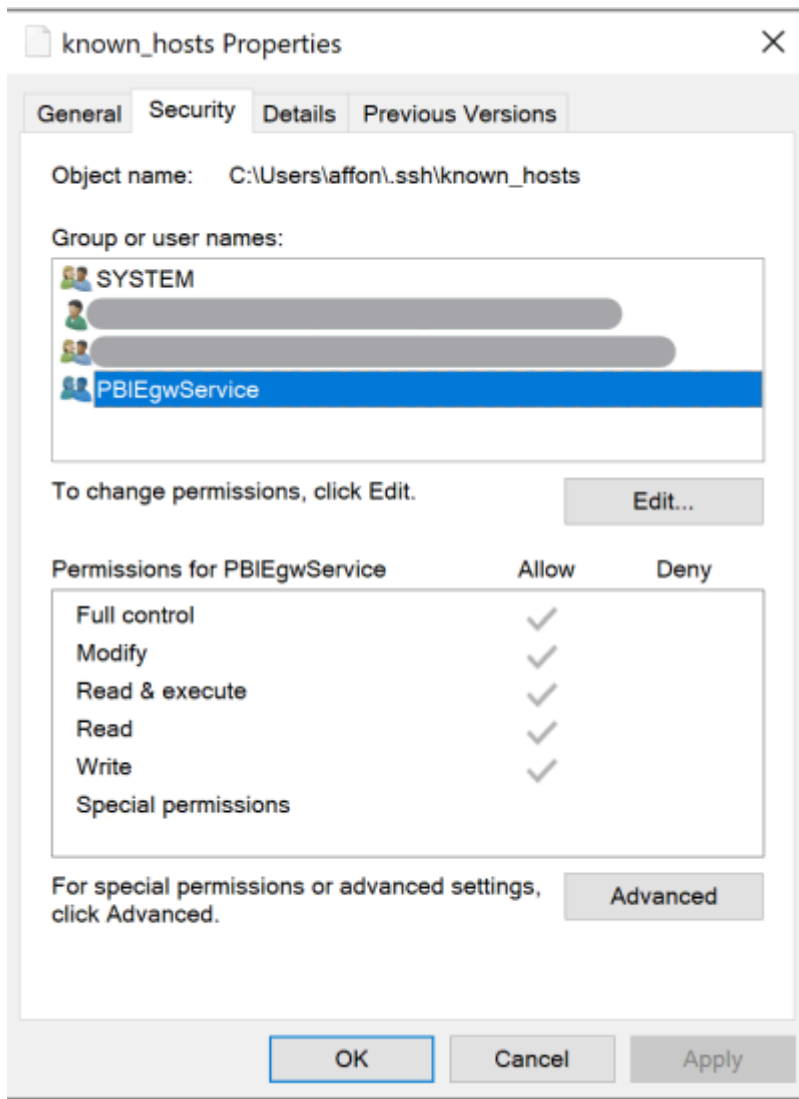 known_hosts Properties
General Security Details Previous Versions
Object name: C:\Users\affon\.ssh\known_hosts
Group or user names:
SYSTEM
PBIEgwService
To change permissions, click Edit.
Edit...
Permissions for PBIEgwService Allow Deny
Full control
Modify
Read & execute
Read
Write
Special permissions
For special permissions or advanced settings,
click Advanced.
Advanced
OK Cancel Apply